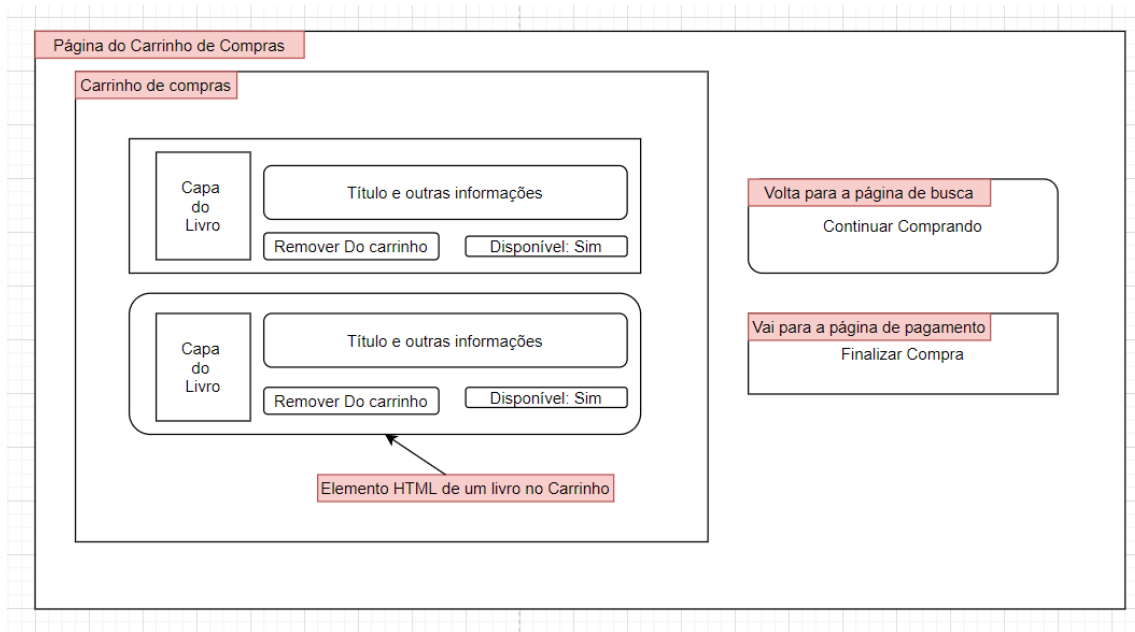 Página do Carrinho de Compras
Carrinho de compras
Capa
do
Livro
Título e outras informações
Remover Do carrinho
Disponível: Sim
Capa
do
Livro
Título e outras informações
Remover Do carrinho
Disponível: Sim
Elemento HTML de um livro no Carrinho
Volta para a página de busca
Continuar Comprando
Vai para a página de pagamento
Finalizar Compra